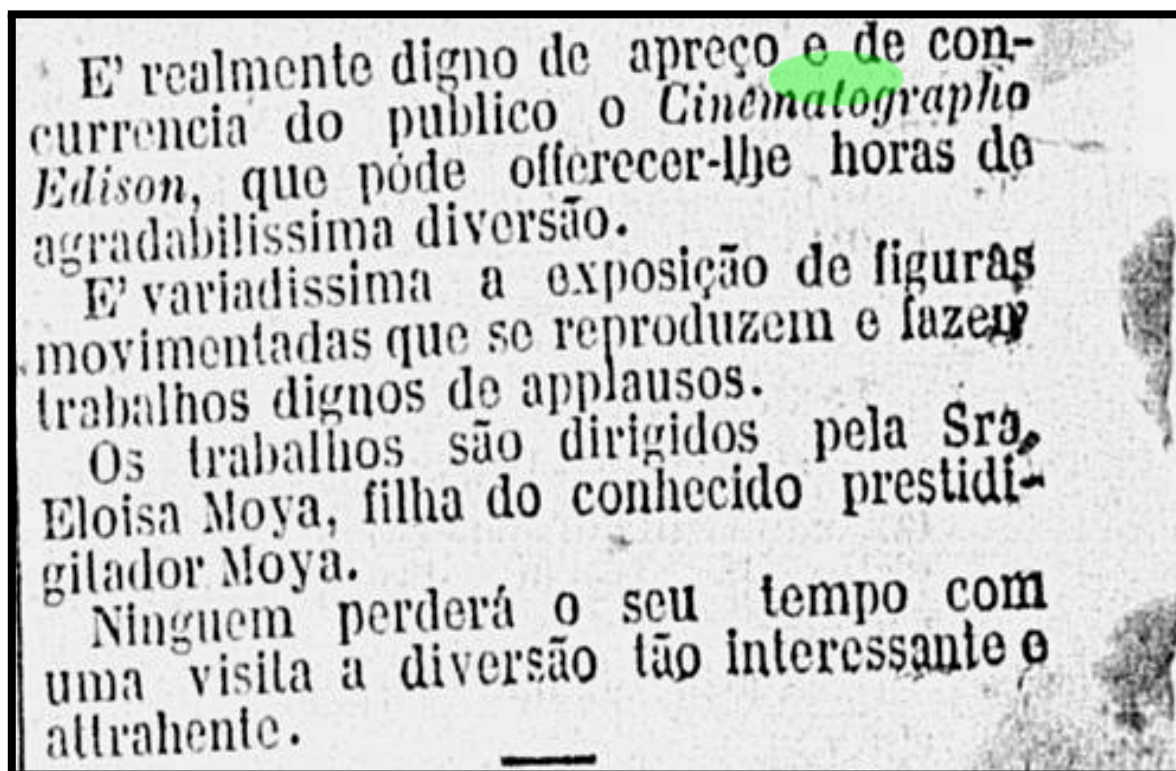 E' realmente digno de apreço e de con-
currencia do publico o Cinematographo
Edison, que póde offerecer-lhe horas de
agradabilissima diversão.
E' variadissima a exposição de figuras
movimentadas que se reproduzem e fazem
trabalhos dignos de applausos.
Os trabalhos são dirigidos pela Sra.
Eloisa Moya, filha do conhecido prestidi-
gitador Moya.
Ninguem perderá o seu tempo com
uma visita a diversão tão interessante e
attrahente.